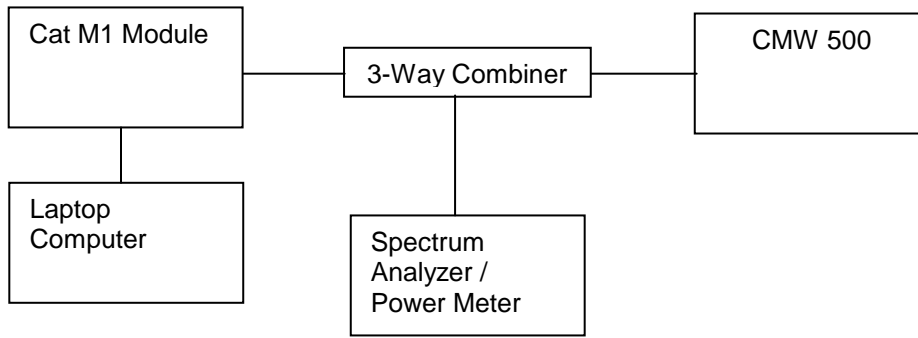 Cat M1 Module
3-Way Combiner
CMW 500
Laptop
Computer
Spectrum
Analyzer /
Power Meter